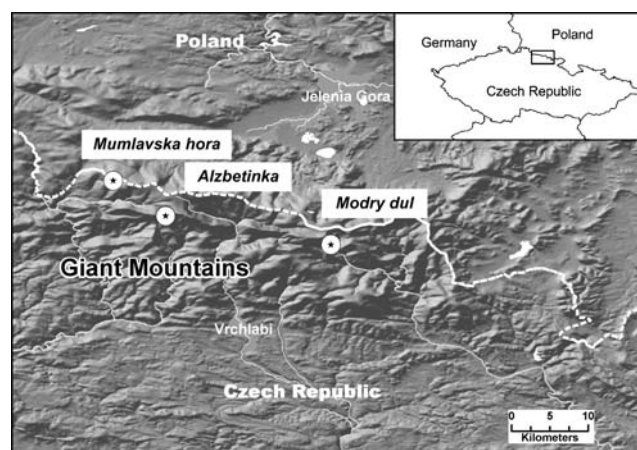 Poland
Germany
Poland
Czech Republic
Jelenia Gora
Mumlavska hora
Alzbetinka
Modry dul
Giant Mountains
Vrchlabi
Czech Republic
0 5 10
Kilometers